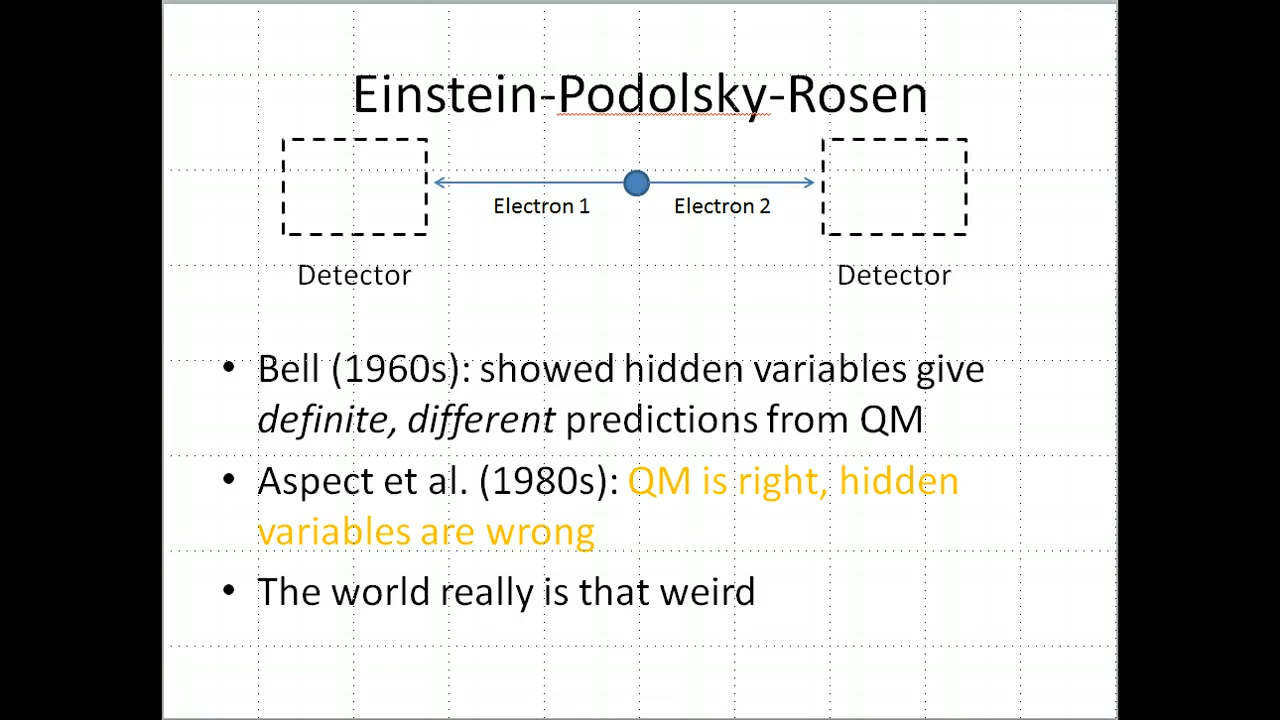 Einstein-Podolsky-Rosen
Electron 1
Electron 2
Detector
Detector
• Bell (1960s): showed hidden variables give
definite, different predictions from QM
• Aspect et al. (1980s): QM is right, hidden
variables are wrong
• The world really is that weird